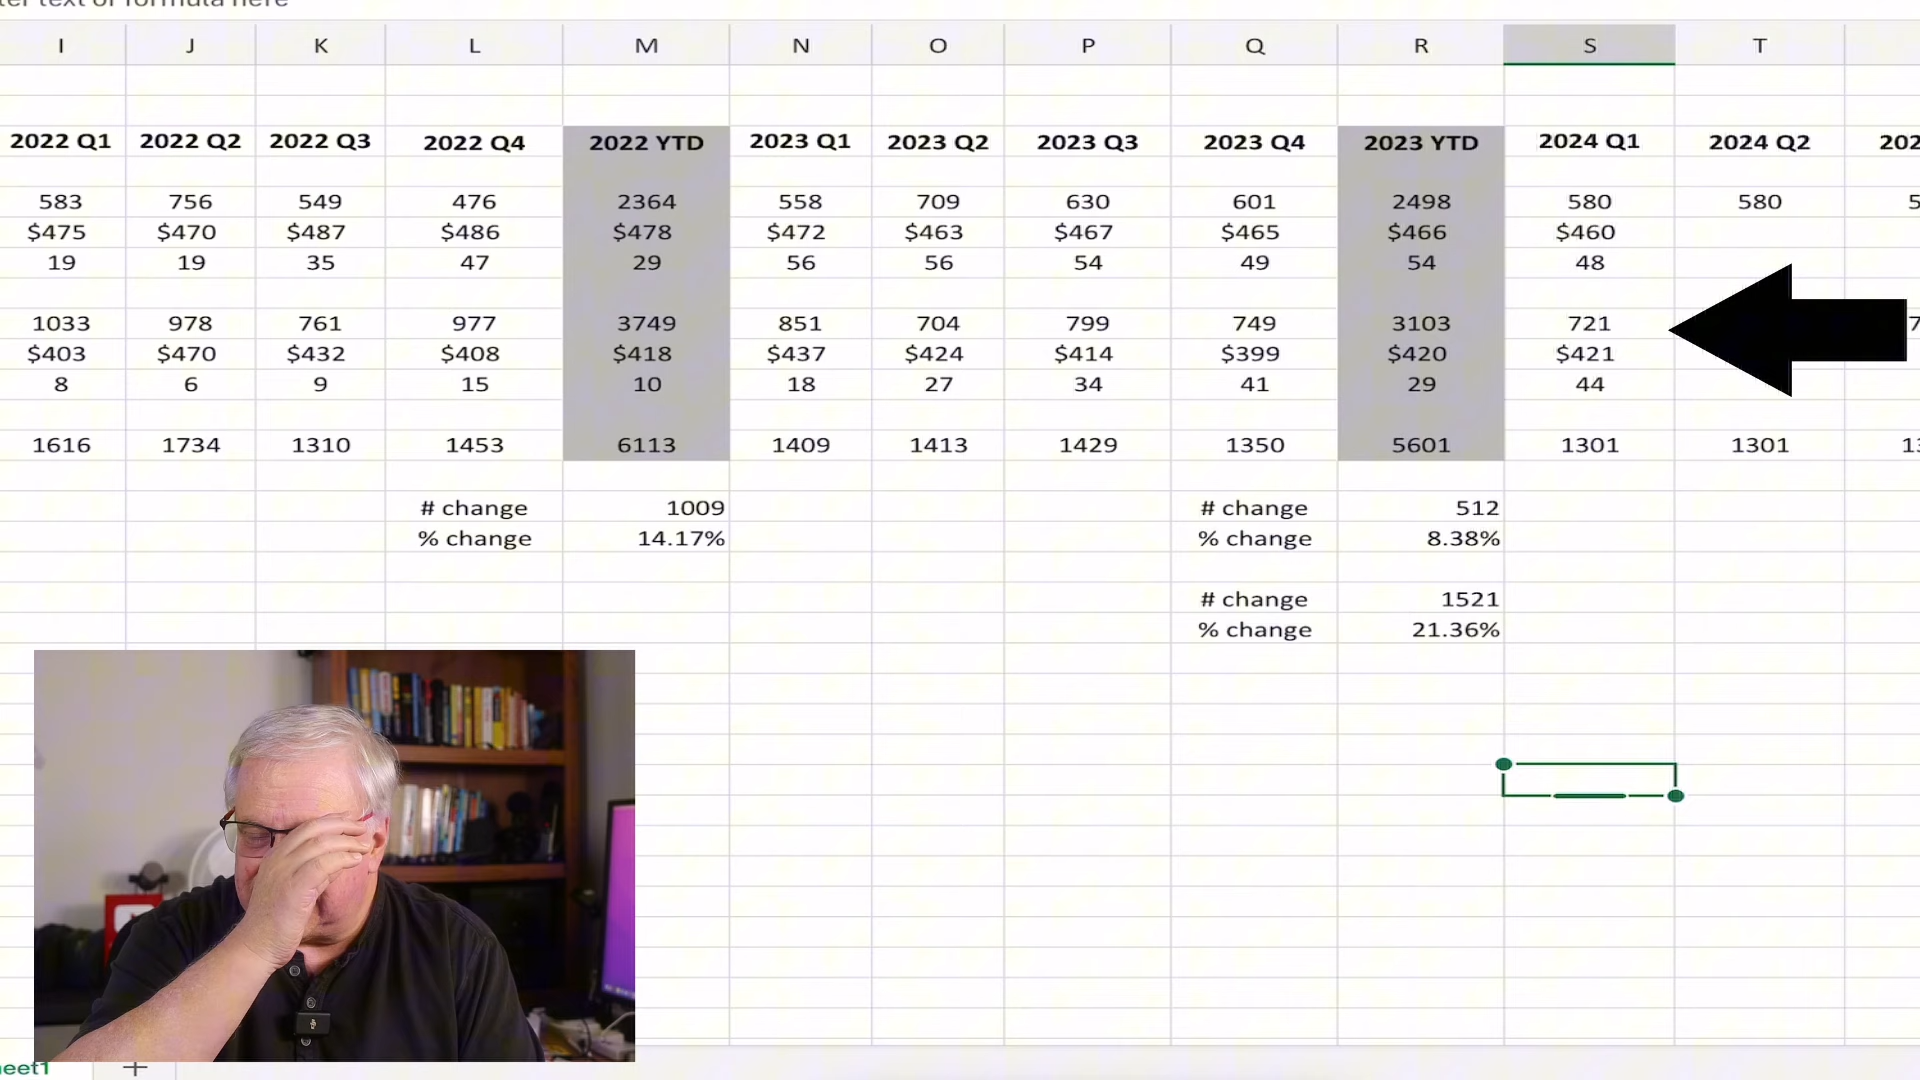 I J K L M N O P Q R S T
2022 Q1 2022 Q2 2022 Q3 2022 Q4 2022 YTD 2023 Q1 2023 Q2 2023 Q3 2023 Q4 2023 YTD 2024 Q1 2024 Q2
583 756 549 476 2364 558 709 630 601 2498 580 580
$475 $470 $487 $486 $478 $472 $463 $467 $465 $466 $460
19 19 35 47 29 56 56 54 49 54 48
1033 978 761 977 3749 851 704 799 749 3103 721
$403 $470 $432 $408 $418 $437 $424 $414 $399 $420 $421
8 6 9 15 10 18 27 34 41 29 44
1616 1734 1310 1453 6113 1409 1413 1429 1350 5601 1301 1301
# change 1009 # change 512
% change 14.17% % change 8.38%
# change 1521
% change 21.36%